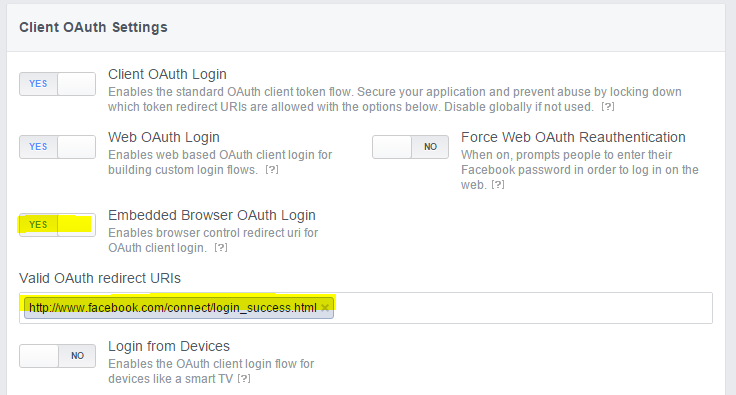 Client OAuth Settings
YES
Client OAuth Login
Enables the standard OAuth client token flow. Secure your application and prevent abuse by locking down
which token redirect URIs are allowed with the options below. Disable globally if not used. [?]
YES
Web OAuth Login
Enables web based OAuth client login for
building custom login flows. [?]
NO
Force Web OAuth Reauthentication
When on, prompts people to enter their
Facebook password in order to log in on the
web. [?]
YES
Embedded Browser OAuth Login
Enables browser control redirect uri for
OAuth client login. [?]
Valid OAuth redirect URIs
http://www.facebook.com/connect/login_success.html ×
NO
Login from Devices
Enables the OAuth client login flow for
devices like a smart TV [?]